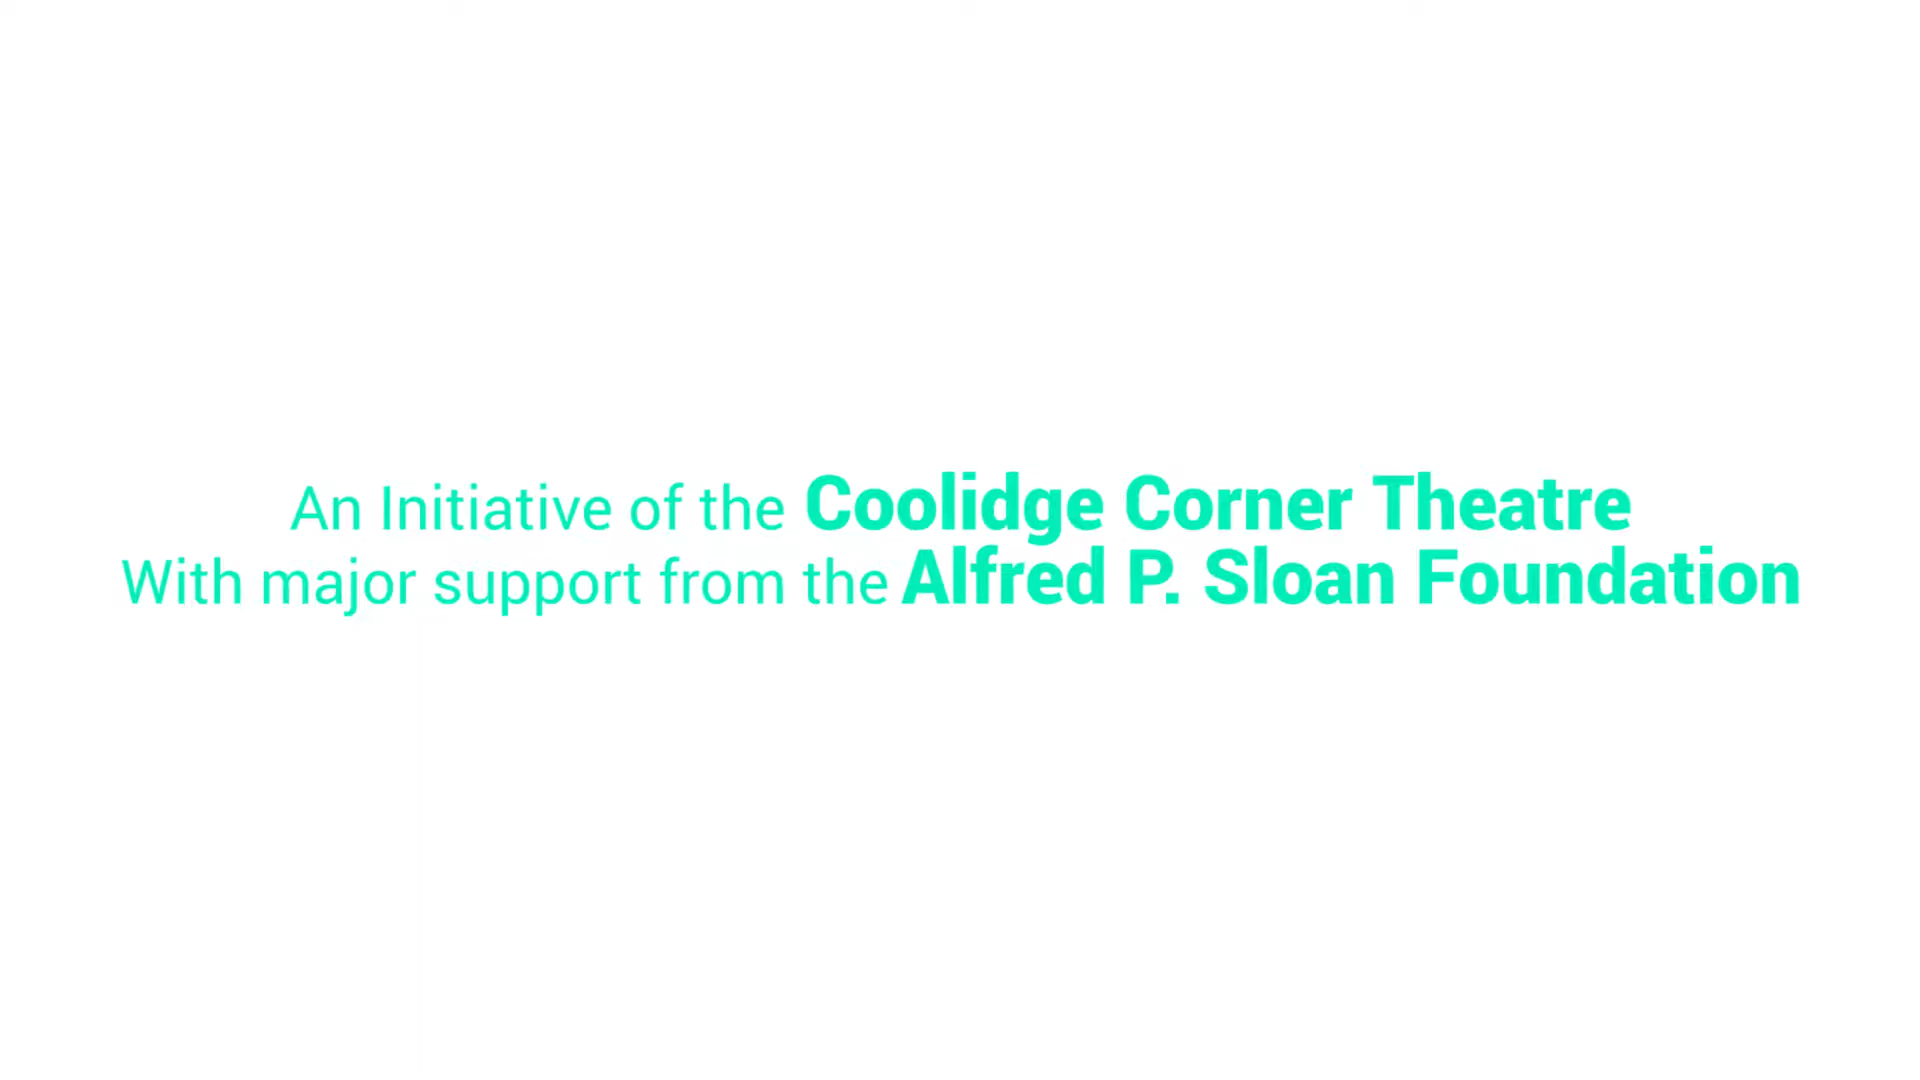 An Initiative of the Coolidge Corner Theatre
With major support from the Alfred P. Sloan Foundation